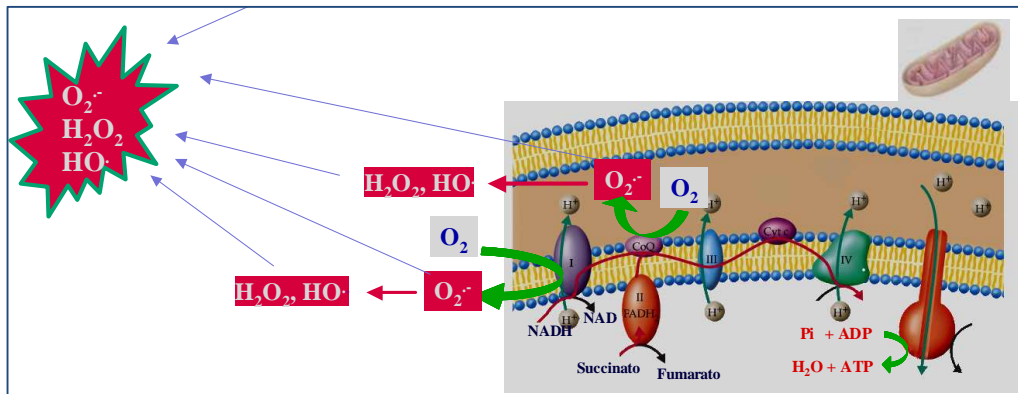 O₂·-
H₂O₂
HO·
H₂O₂, HO·
O₂·-
O₂
O₂
H₂O₂, HO·
O₂·-
H⁺
H⁺
H⁺
H⁺
H⁺
I
CoQ
III
Cyt c
IV
II
FADH
H⁺
H⁺
H⁺
NADH
NAD
Succinato
Fumarato
Pi + ADP
H₂O + ATP